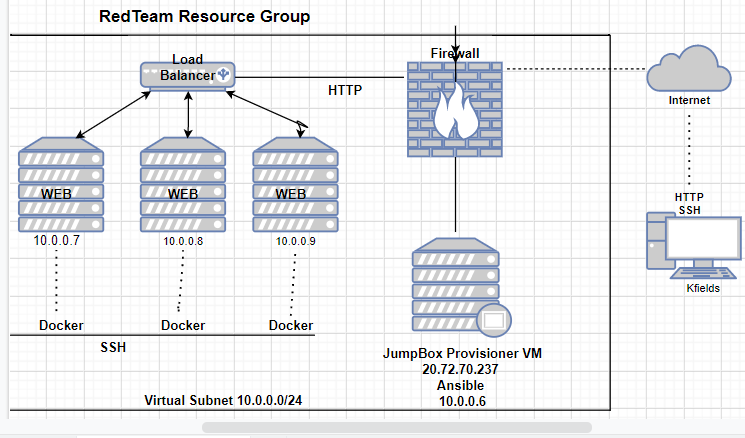 RedTeam Resource Group
Load
Balancer
Firewall
HTTP
Internet
WEB
WEB
WEB
HTTP
SSH
10.0.0.7
10.0.0.8
10.0.0.9
Kfields
Docker
Docker
Docker
SSH
JumpBox Provisioner VM
20.72.70.237
Ansible
10.0.0.6
Virtual Subnet 10.0.0.0/24